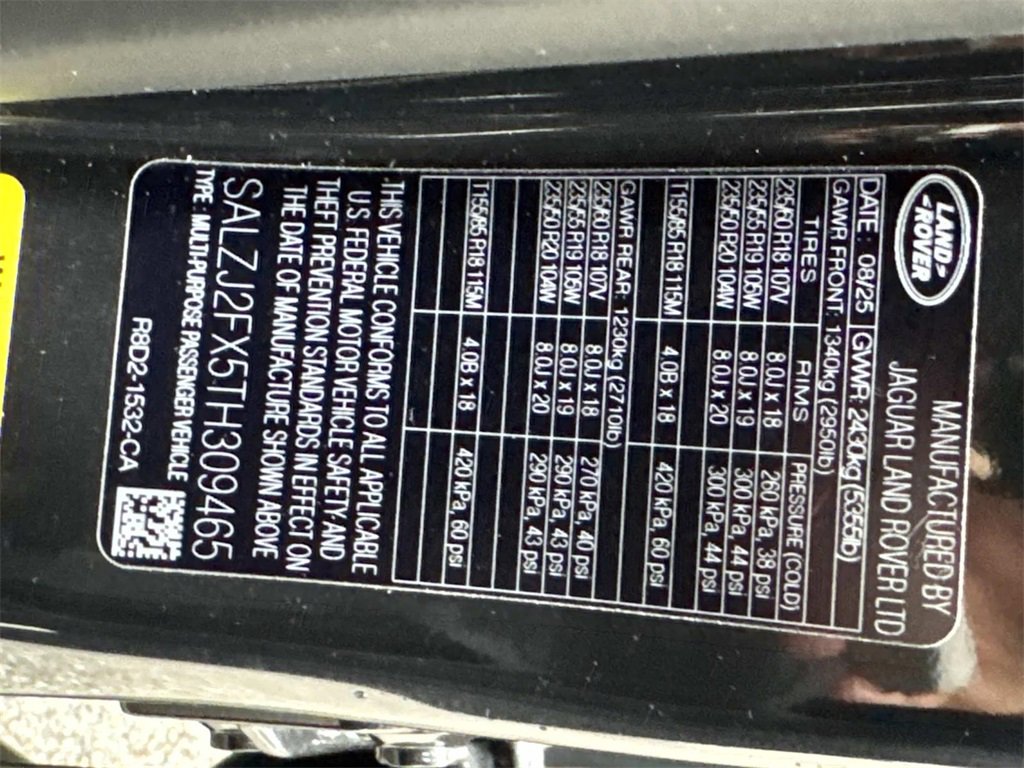 LAND ROVER
MANUFACTURED BY
JAGUAR LAND ROVER LTD
DATE : 08/25 GVWR: 2430kg (5355lb)
GAWR FRONT: 1340kg (2950lb)
TIRES RIMS PRESSURE (COLD)
235/60 R18 107V 8.0J x 18 260 kPa, 38 psi
235/55 R19 105W 8.0J x 19 300 kPa, 44 psi
235/50 R20 104W 8.0J x 20 300 kPa, 44 psi
T155/85 R18 115M 4.0B x 18 420 kPa, 60 psi
GAWR REAR: 1230kg (2710lb)
235/60 R18 107V 8.0J x 18 270 kPa, 40 psi
235/55 R19 105W 8.0J x 19 290 kPa, 43 psi
235/50 R20 104W 8.0J x 20 290 kPa, 43 psi
T155/85 R18 115M 4.0B x 18 420 kPa, 60 psi
THIS VEHICLE CONFORMS TO ALL APPLICABLE
U.S. FEDERAL MOTOR VEHICLE SAFETY AND
THEFT PREVENTION STANDARDS IN EFFECT ON
THE DATE OF MANUFACTURE SHOWN ABOVE
SALZJ2FX5TH309465
TYPE: MULTI-PURPOSE PASSENGER VEHICLE
R8D2-1532-CA